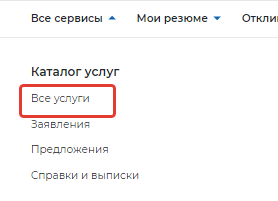 Все сервисы Мои резюме Откли
Каталог услуг
Все услуги
Заявления
Предложения
Справки и выписки